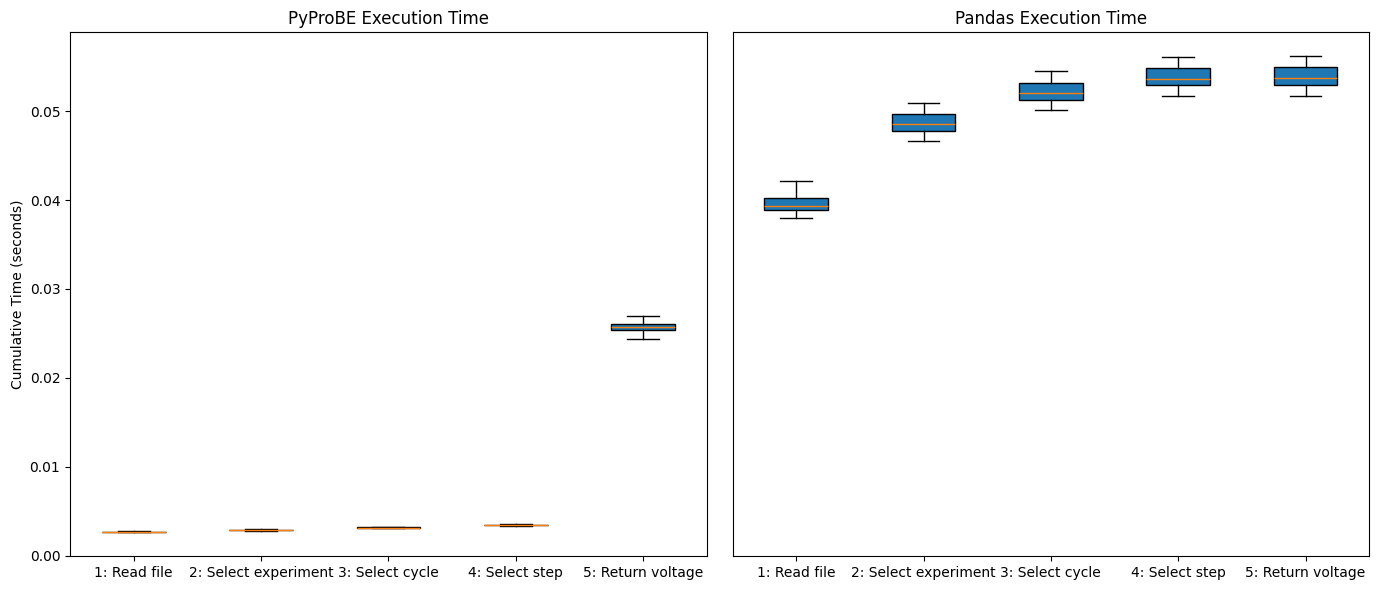 PyProBE Execution Time
Pandas Execution Time
Cumulative Time (seconds)
0.05
0.04
0.03
0.02
0.01
0.00
1: Read file
2: Select experiment
3: Select cycle
4: Select step
5: Return voltage
1: Read file
2: Select experiment
3: Select cycle
4: Select step
5: Return voltage